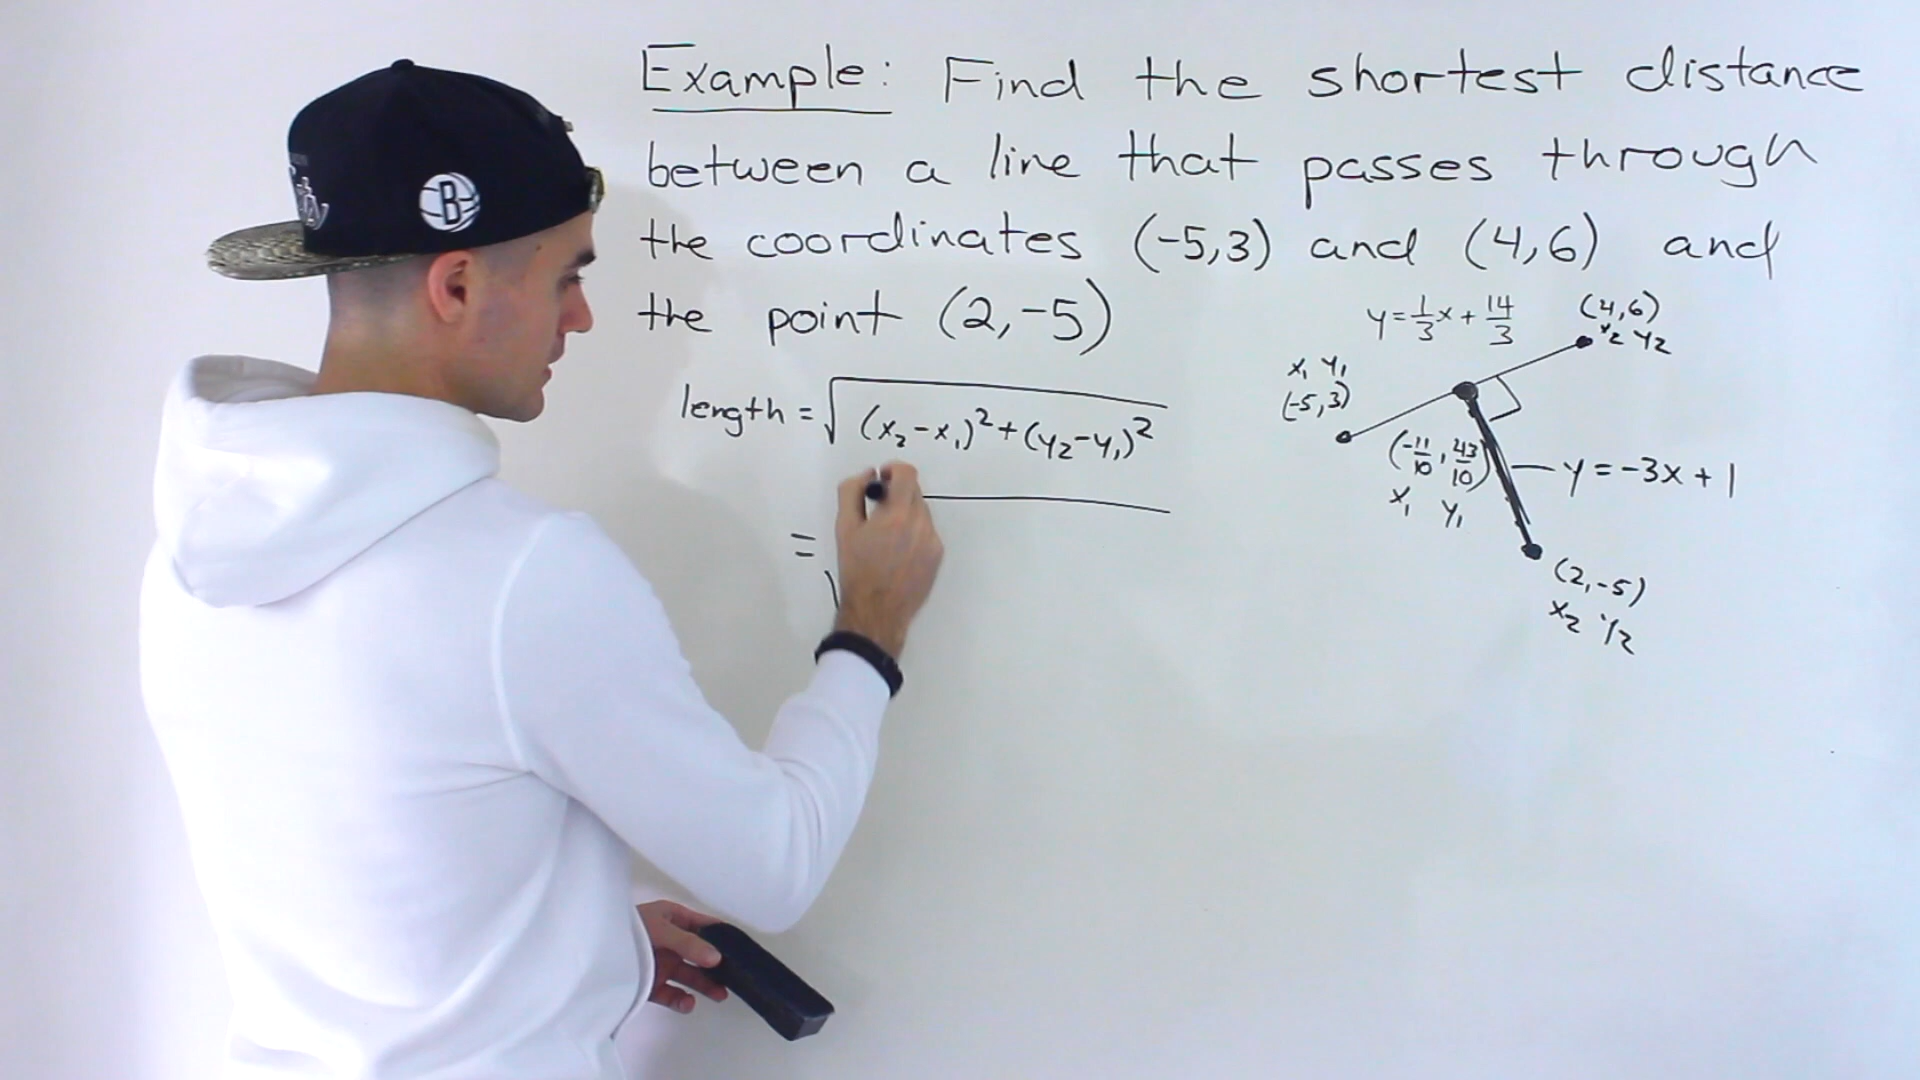 Example: Find the shortest distance
between a line that passes through
the coordinates (-5,3) and (4,6) and
the point (2,-5)
length = √((x₂-x₁)²+(y₂-y₁)²)
=
y=1/3x+14/3
(4,6)
x₂ y₂
x₁ y₁
(-5,3)
(-11/10, 43/10)
x₁ y₁
y=-3x+1
(2,-5)
x₂ y₂
B